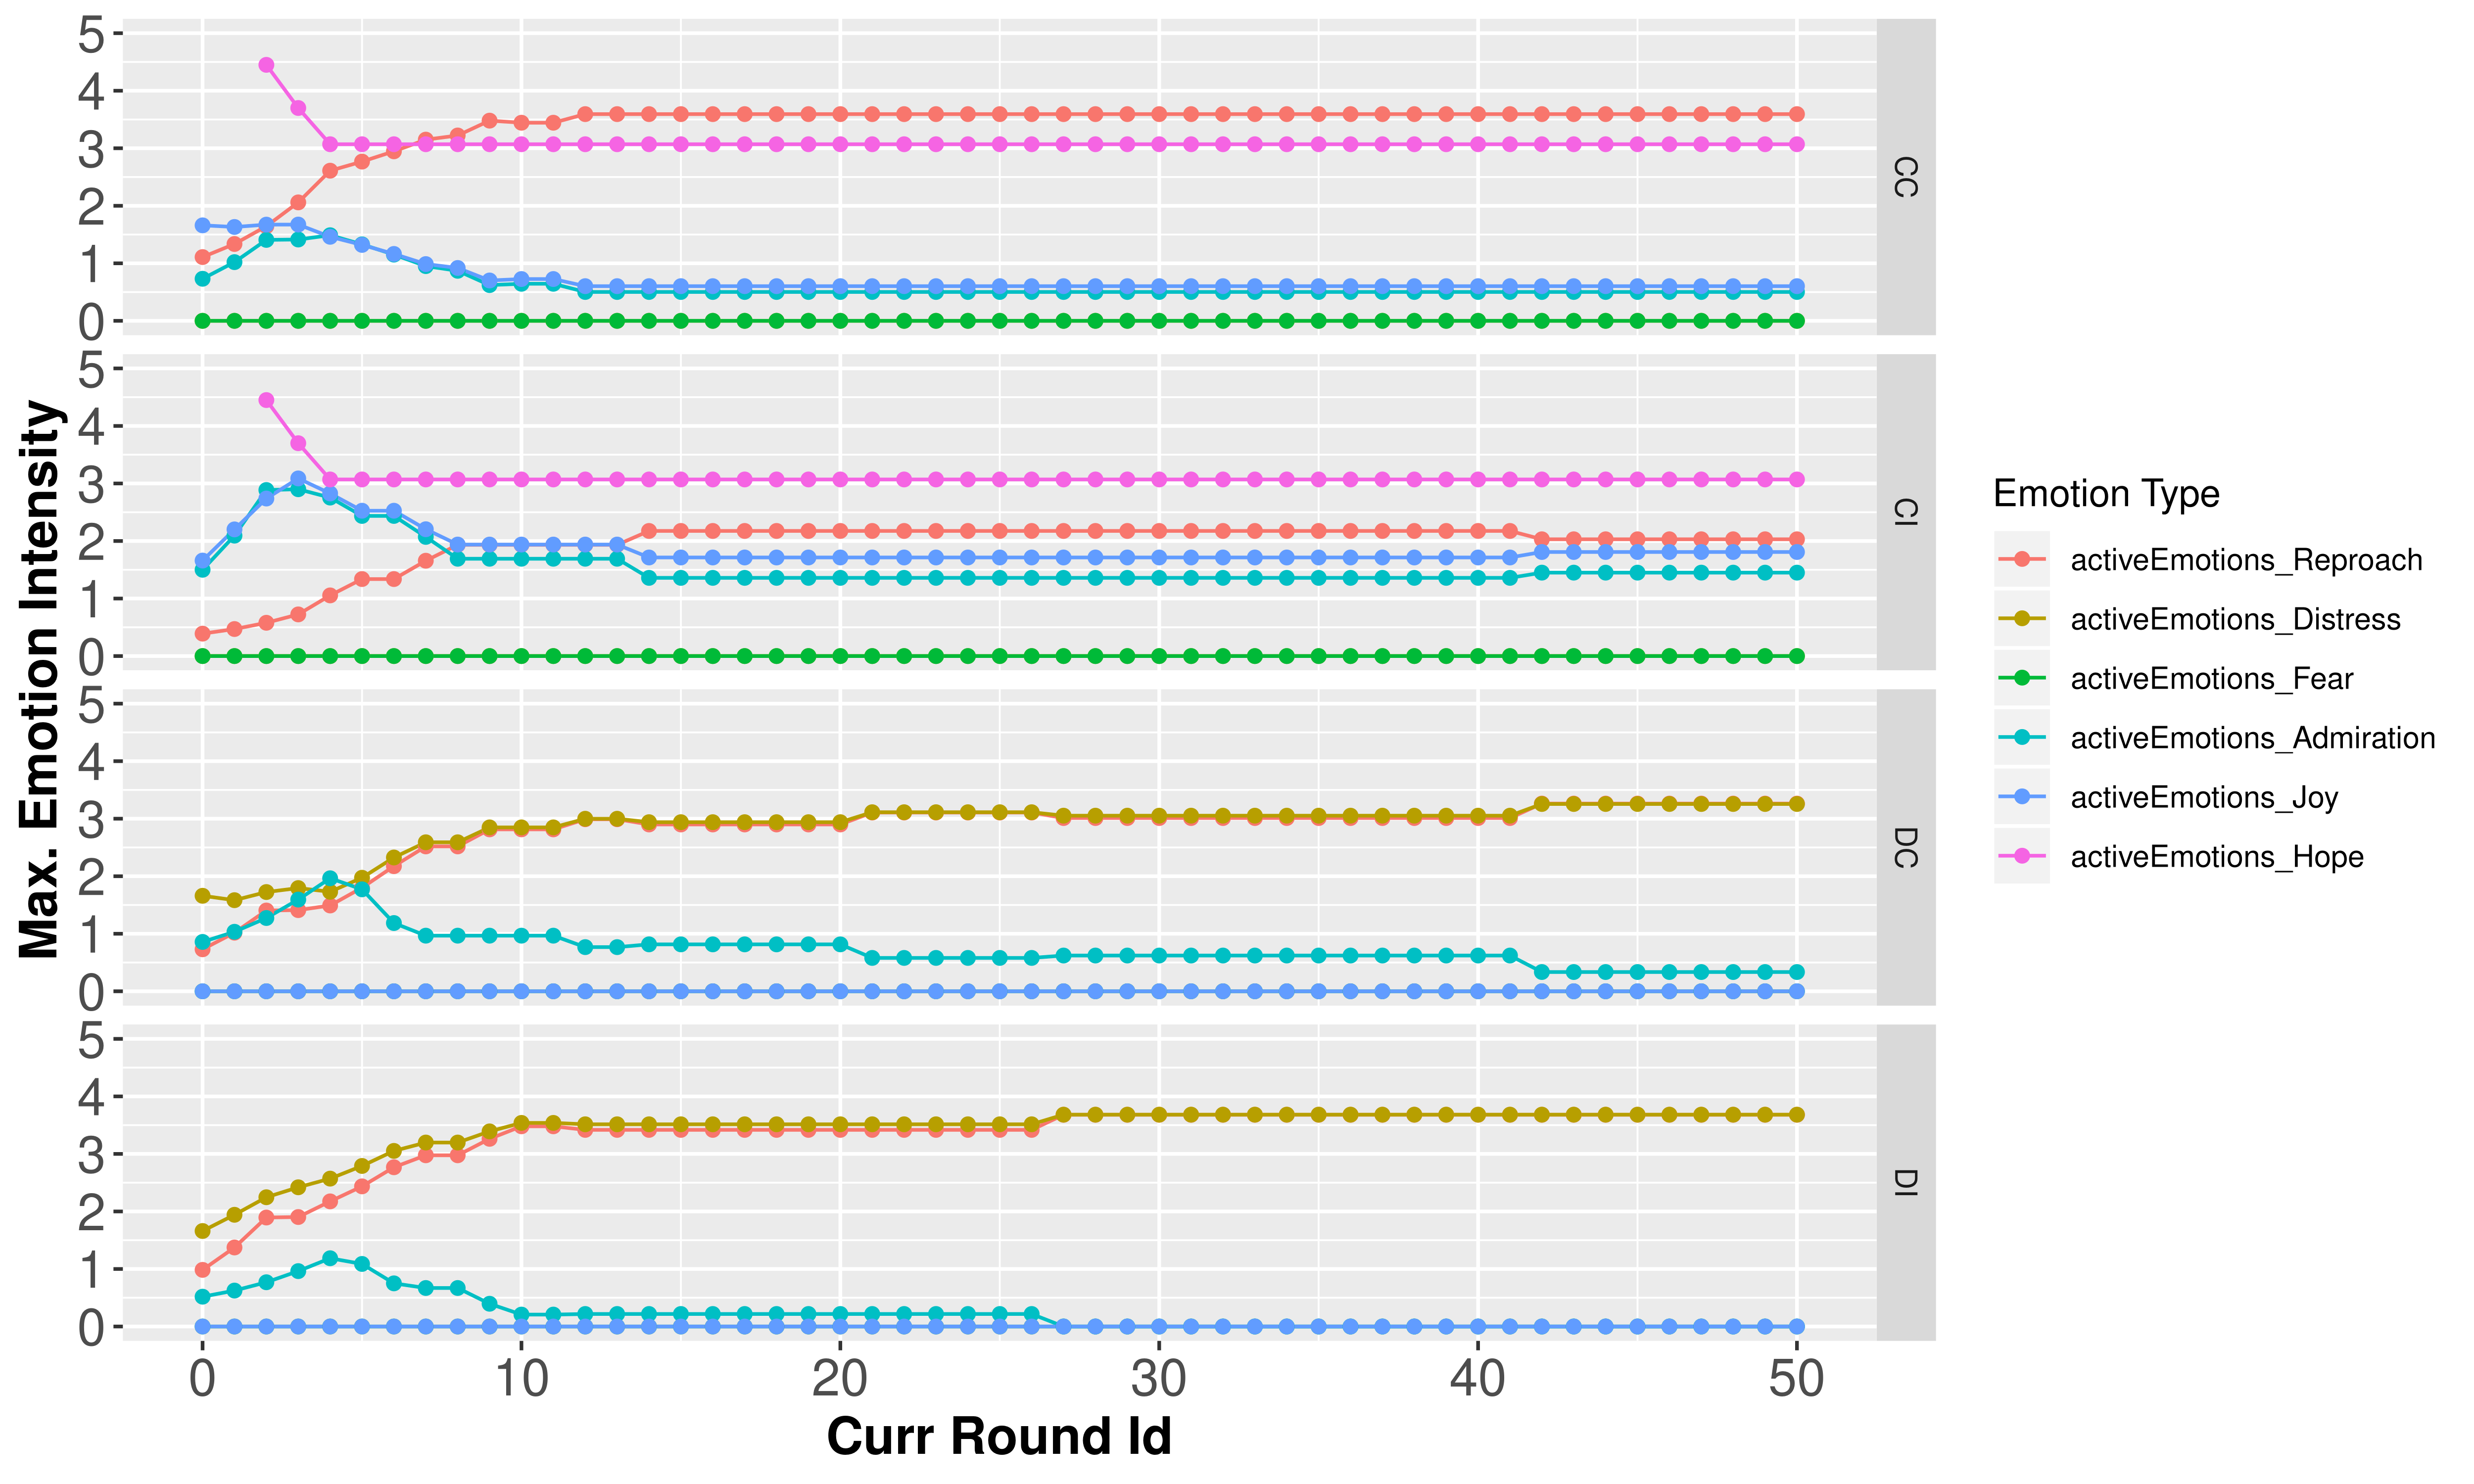 Max. Emotion Intensity
5
4
3
2
1
0
CC
5
4
3
2
1
0
CI
5
4
3
2
1
0
DC
5
4
3
2
1
0
DI
0 10 20 30 40 50
Curr Round Id
Emotion Type
activeEmotions_Reproach
activeEmotions_Distress
activeEmotions_Fear
activeEmotions_Admiration
activeEmotions_Joy
activeEmotions_Hope